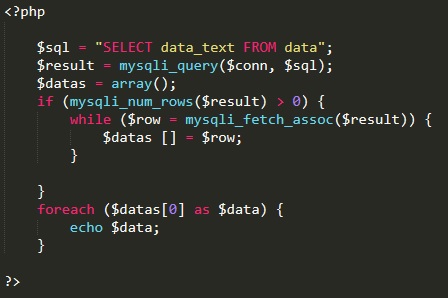 <?php
$sql = "SELECT data_text FROM data";
$result = mysqli_query($conn, $sql);
$datas = array();
if (mysqli_num_rows($result) > 0) {
while ($row = mysqli_fetch_assoc($result)) {
$datas [] = $row;
}
}
foreach ($datas[0] as $data) {
echo $data;
}
?>